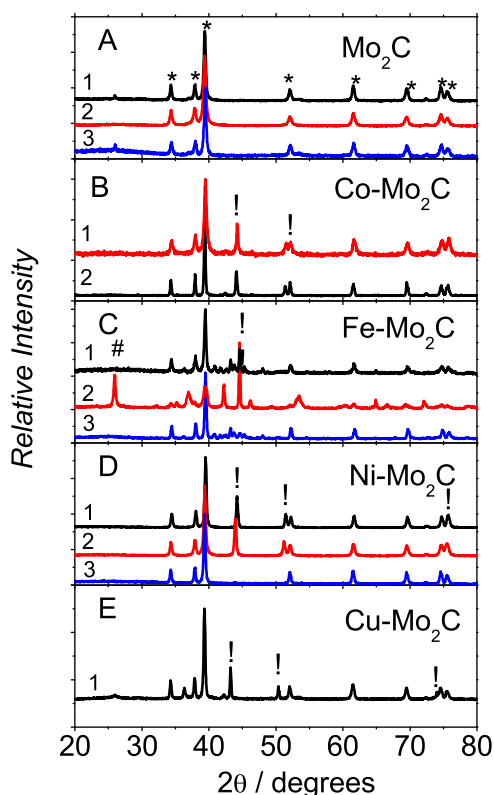 A
Mo₂C
* * * * * * * *
1
2
3
B
Co-Mo₂C
! !
1
2
C
Fe-Mo₂C
!
#
1
2
3
D
Ni-Mo₂C
! ! !
1
2
3
E
Cu-Mo₂C
! ! !
1
Relative Intensity
20 30 40 50 60 70 80
2θ / degrees